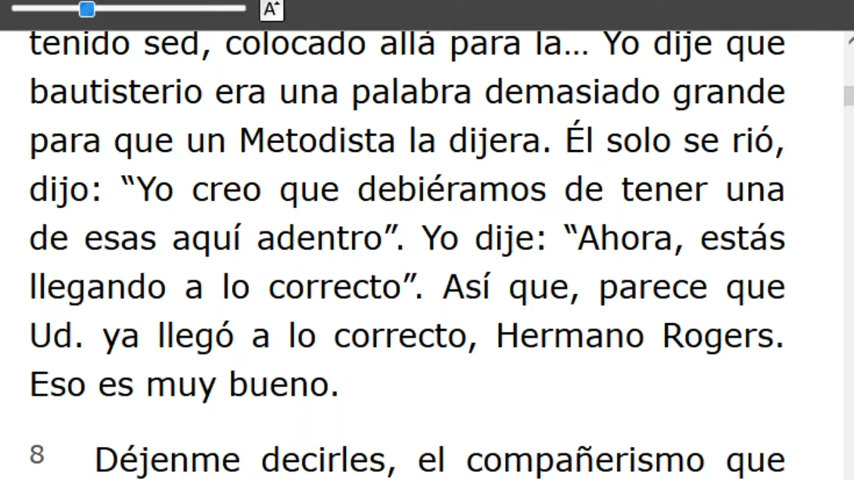 A
tenido sed, colocado allá para la... Yo dije que
bautisterio era una palabra demasiado grande
para que un Metodista la dijera. Él solo se rió,
dijo: “Yo creo que debiéramos de tener una
de esas aquí adentro”. Yo dije: “Ahora, estás
llegando a lo correcto”. Así que, parece que
Ud. ya llegó a lo correcto, Hermano Rogers.
Eso es muy bueno.
8 Déjenme decirles, el compañerismo que